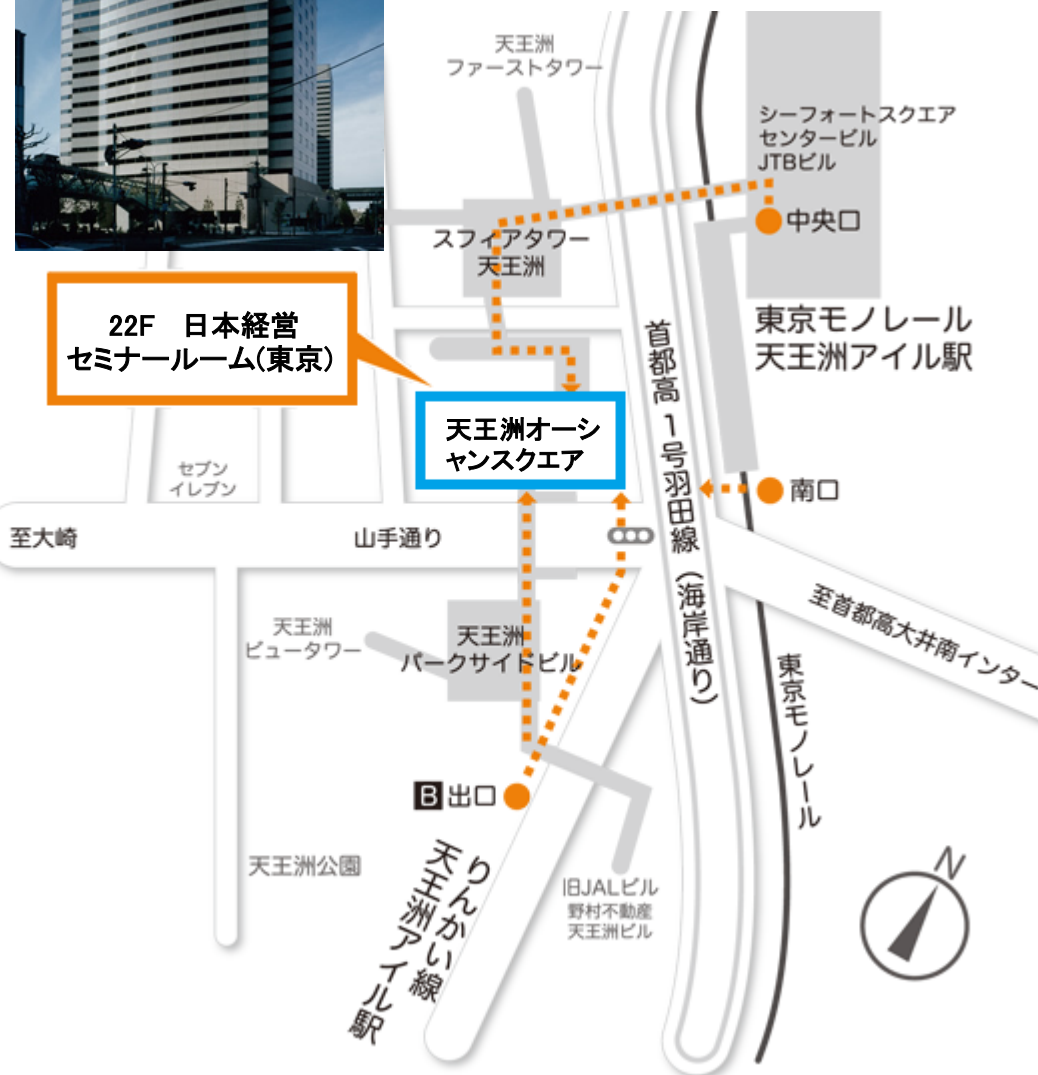 天王洲
ファーストタワー
シーフォートスクエア
センタービル
JTBビル
中央口
スフィアタワー
天王洲
東京モノレール
天王洲アイル駅
22F 日本経営
セミナールーム(東京)
天王洲オーシ
ャンスクエア
首都高1号羽田線(海岸通り)
セブン
イレブン
南口
至大崎
山手通り
至首都高大井南インター
天王洲
ビュータワー
天王洲
パークサイドビル
東京モノレール
B出口
りんかい線
天王洲アイル駅
天王洲公園
旧JALビル
野村不動産
天王洲ビル
N